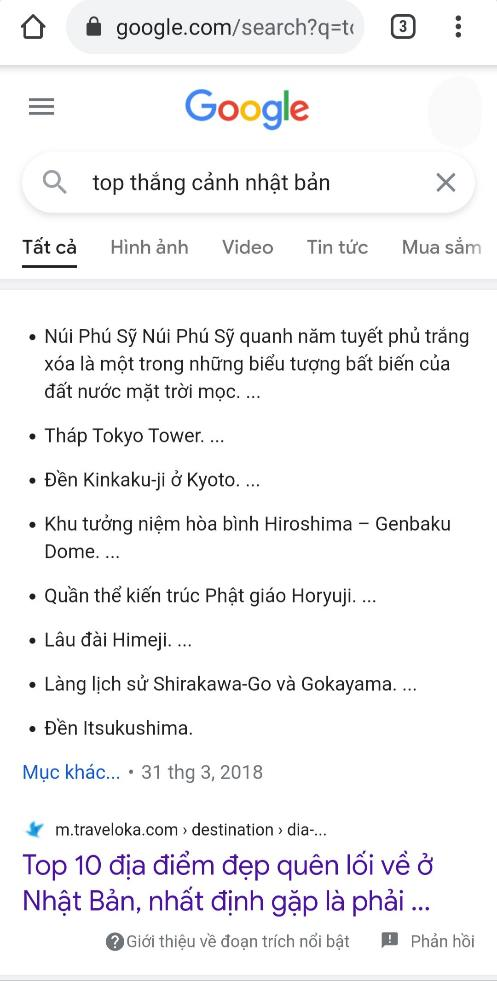 google.com/search?q=t
3
Google
top thắng cảnh nhật bản
Tất cả Hình ảnh Video Tin tức Mua sắm
• Núi Phú Sỹ Núi Phú Sỹ quanh năm tuyết phủ trắng
xóa là một trong những biểu tượng bất biến của
đất nước mặt trời mọc. ...
• Tháp Tokyo Tower. ...
• Đền Kinkaku-ji ở Kyoto. ...
• Khu tưởng niệm hòa bình Hiroshima – Genbaku
Dome. ...
• Quần thể kiến trúc Phật giáo Horyuji. ...
• Lâu đài Himeji. ...
• Làng lịch sử Shirakawa-Go và Gokayama. ...
• Đền Itsukushima.
Mục khác... • 31 thg 3, 2018
m.traveloka.com › destination › dia-...
Top 10 địa điểm đẹp quên lối về ở
Nhật Bản, nhất định gặp là phải ...
Giới thiệu về đoạn trích nổi bật Phản hồi